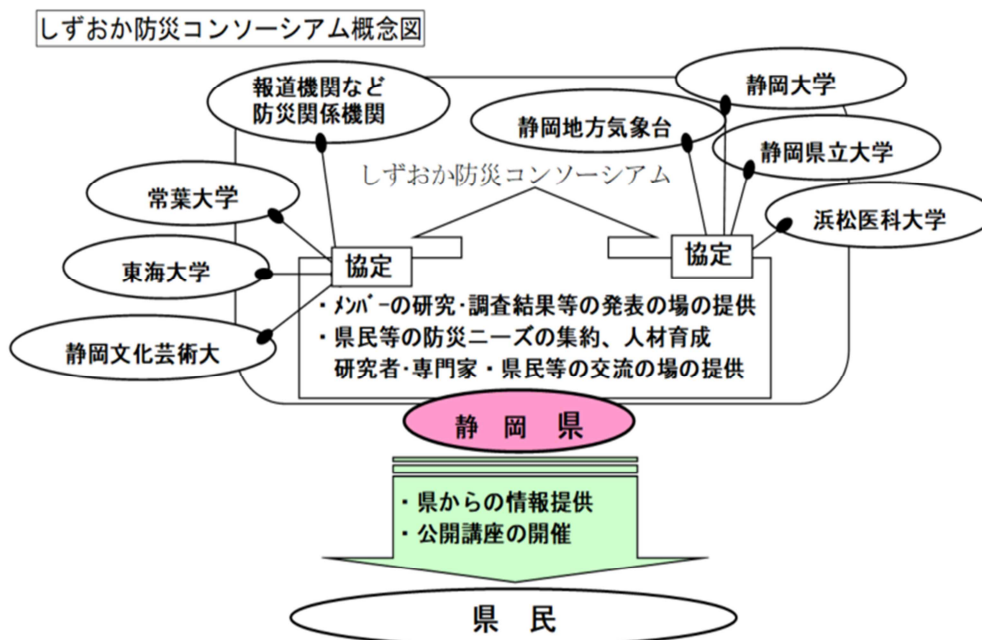 しずおか防災コンソーシアム概念図
報道機関など
防災関係機関
静岡大学
静岡地方気象台
静岡県立大学
しずおか防災コンソーシアム
常葉大学
浜松医科大学
東海大学
協定
協定
静岡文化芸術大
・ﾒﾝﾊﾞｰの研究・調査結果等の発表の場の提供
・県民等の防災ニーズの集約、人材育成
研究者・専門家・県民等の交流の場の提供
静 岡 県
・県からの情報提供
・公開講座の開催
県 民